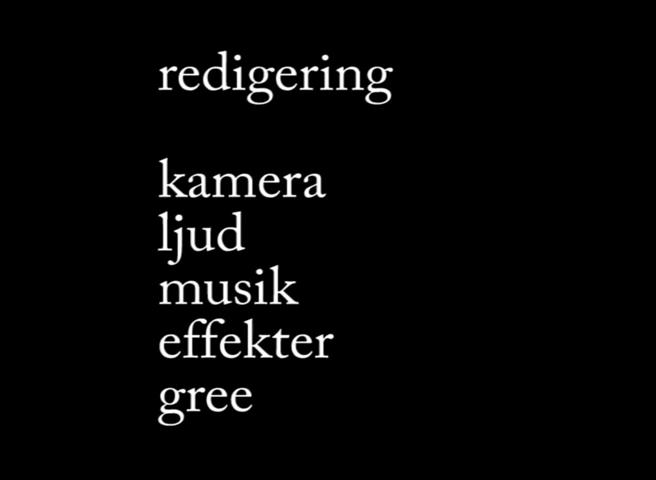 redigering
kamera
ljud
musik
effekter
gree